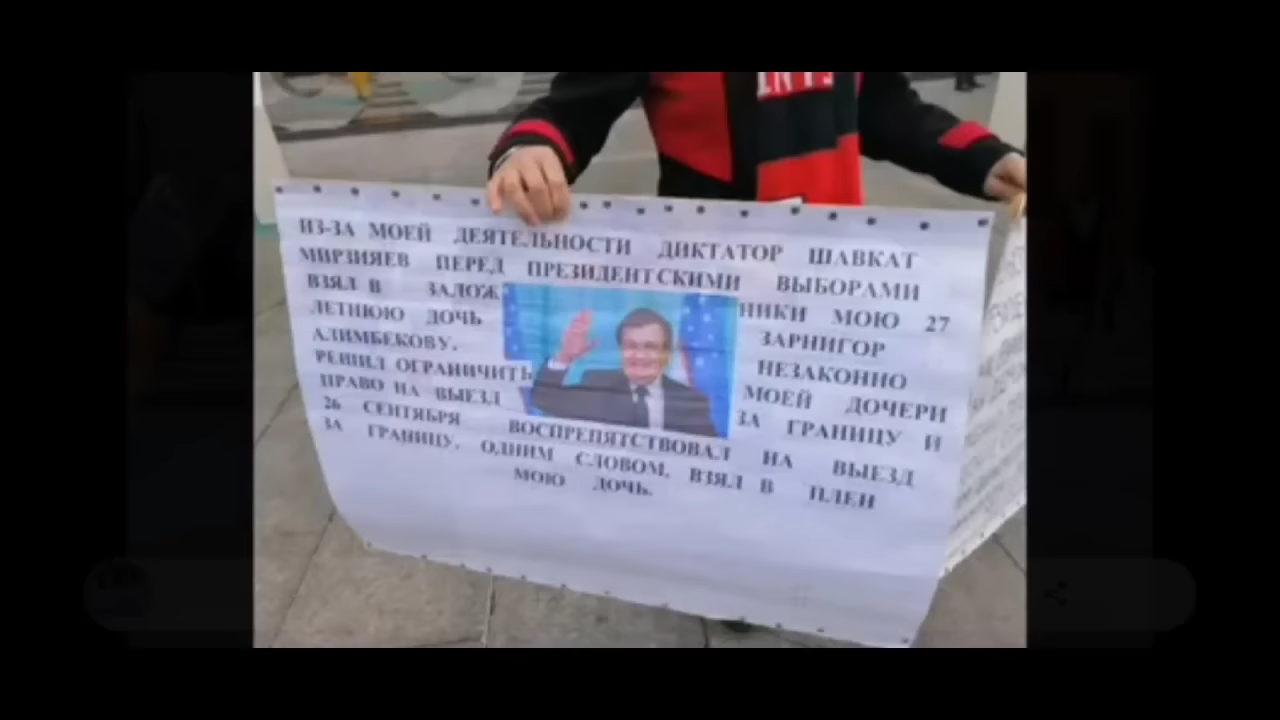 ИЗ-ЗА МОЕЙ ДЕЯТЕЛЬНОСТИ ДИКТАТОР ШАВКАТ
МИРЗИЯЕВ ПЕРЕД ПРЕЗИДЕНТСКИМИ ВЫБОРАМИ
ВЗЯЛ В ЗАЛОЖ НИКИ МОЮ 27
ЛЕТНЮЮ ДОЧЬ ЗАРНИГОР
АЛИМБЕКОВУ. НЕЗАКОННО
РЕШИЛ ОГРАНИЧИТЬ МОЕЙ ДОЧЕРИ
ПРАВО НА ВЫЕЗД ЗА ГРАНИЦУ И
26 СЕНТЯБРЯ ВОСПРЕПЯТСТВОВАЛ НА ВЫЕЗД
ЗА ГРАНИЦУ. ОДНИМ СЛОВОМ, ВЗЯЛ В ПЛЕН
МОЮ ДОЧЬ.